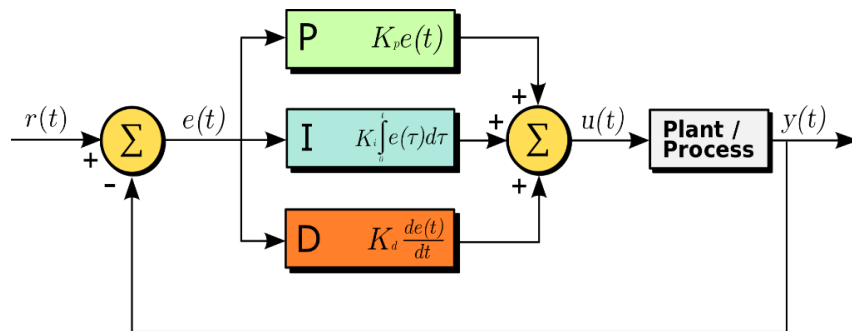 P K_p e(t)
r(t)
e(t)
+
-
Σ
I K_i ∫_0^t e(τ)dτ
+
+
+
Σ
u(t)
Plant /
Process
y(t)
D K_d de(t)/dt